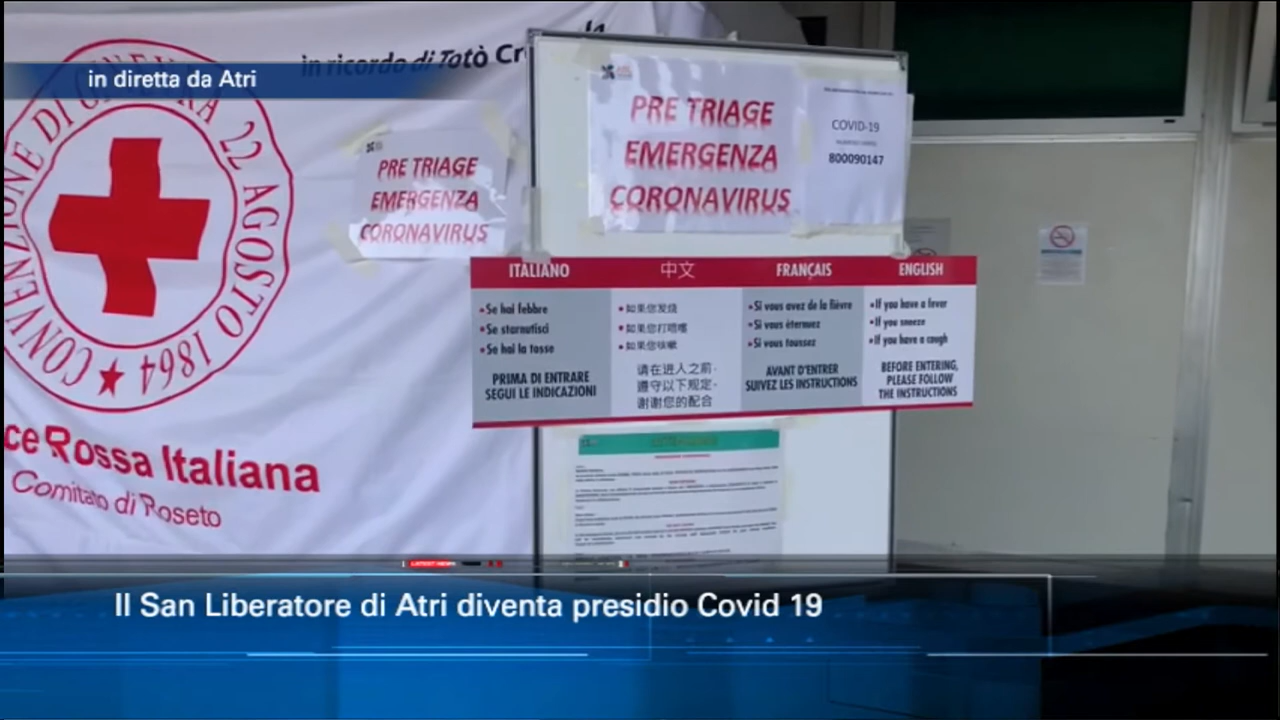 in ricordo di Totò
in diretta da Atri
CONVENZIONE DI GINEVRA 22 AGOSTO 1864
ce Rossa Italiana
Comitato di Roseto
PRE TRIAGE
EMERGENZA
CORONAVIRUS
PRE TRIAGE
EMERGENZA
CORONAVIRUS
COVID-19
800090147
ITALIANO
•Se hai febbre
•Se starnutisci
•Se hai la tosse
PRIMA DI ENTRARE
SEGUI LE INDICAZIONI
中文
•如果你发烧
•如果你打喷嚏
•如果你咳嗽
请在进入之前,
遵守以下规定,
谢谢您的配合
FRANÇAIS
•Si vous avez de la fièvre
•Si vous éternuez
•Si vous toussez
AVANT D'ENTRER
SUIVEZ LES INSTRUCTIONS
ENGLISH
•If you have a fever
•If you sneeze
•If you have a cough
BEFORE ENTERING,
PLEASE FOLLOW
THE INSTRUCTIONS
LATEST NEWS
Il San Liberatore di Atri diventa presidio Covid 19